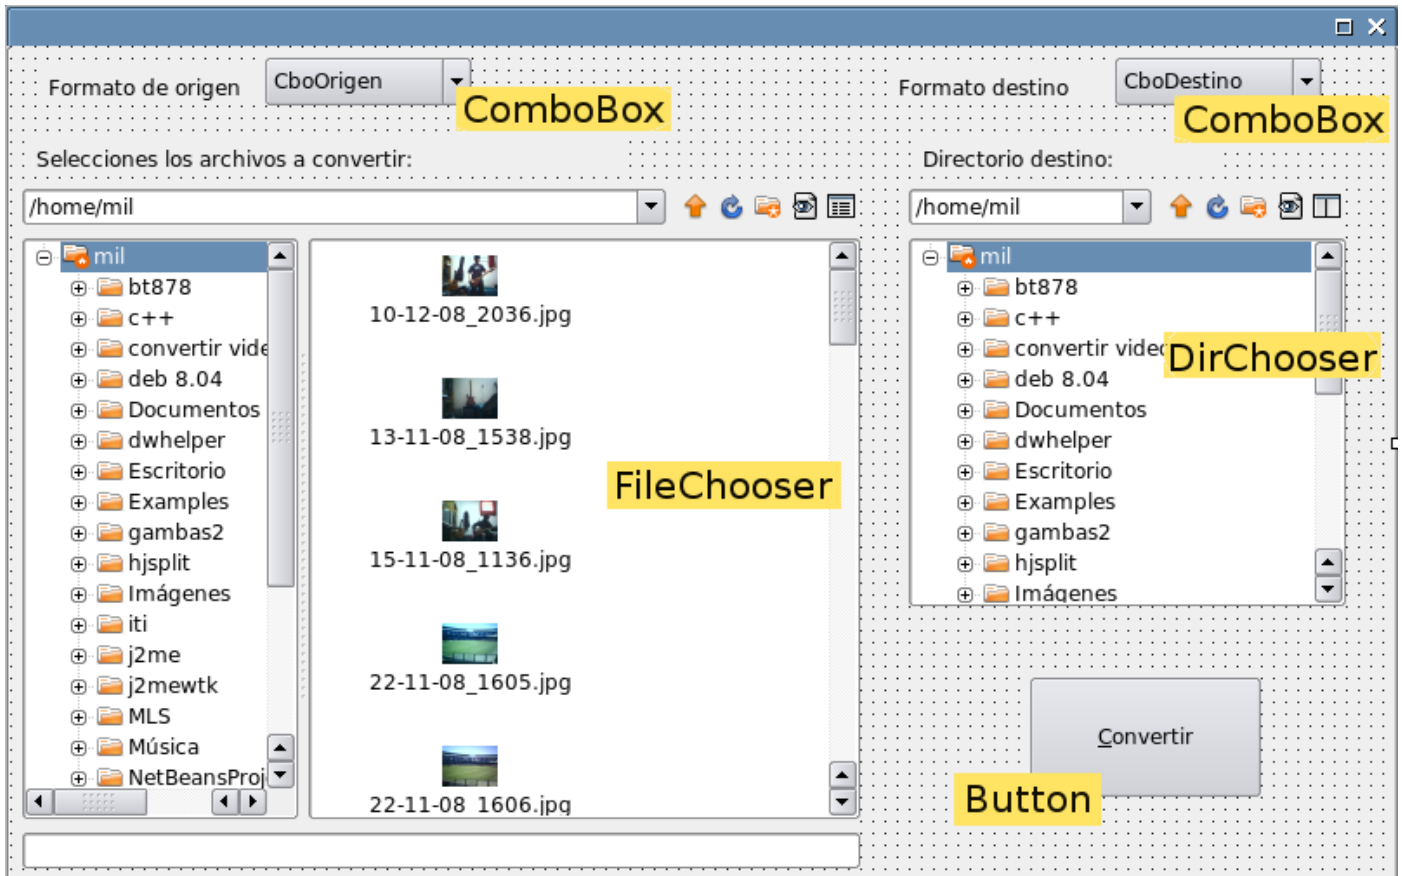 Formato de origen
CboOrigen
ComboBox
Formato destino
CboDestino
ComboBox
Selecciones los archivos a convertir:
Directorio destino:
/home/mil
/home/mil
mil
bt878
c++
convertir vide
deb 8.04
Documentos
dwhelper
Escritorio
Examples
gambas2
hjsplit
Imágenes
iti
j2me
j2mewtk
MLS
Música
NetBeansProj
10-12-08_2036.jpg
13-11-08_1538.jpg
FileChooser
15-11-08_1136.jpg
22-11-08_1605.jpg
22-11-08_1606.jpg
mil
bt878
c++
convertir videc
DirChooser
deb 8.04
Documentos
dwhelper
Escritorio
Examples
gambas2
hjsplit
Imágenes
Convertir
Button